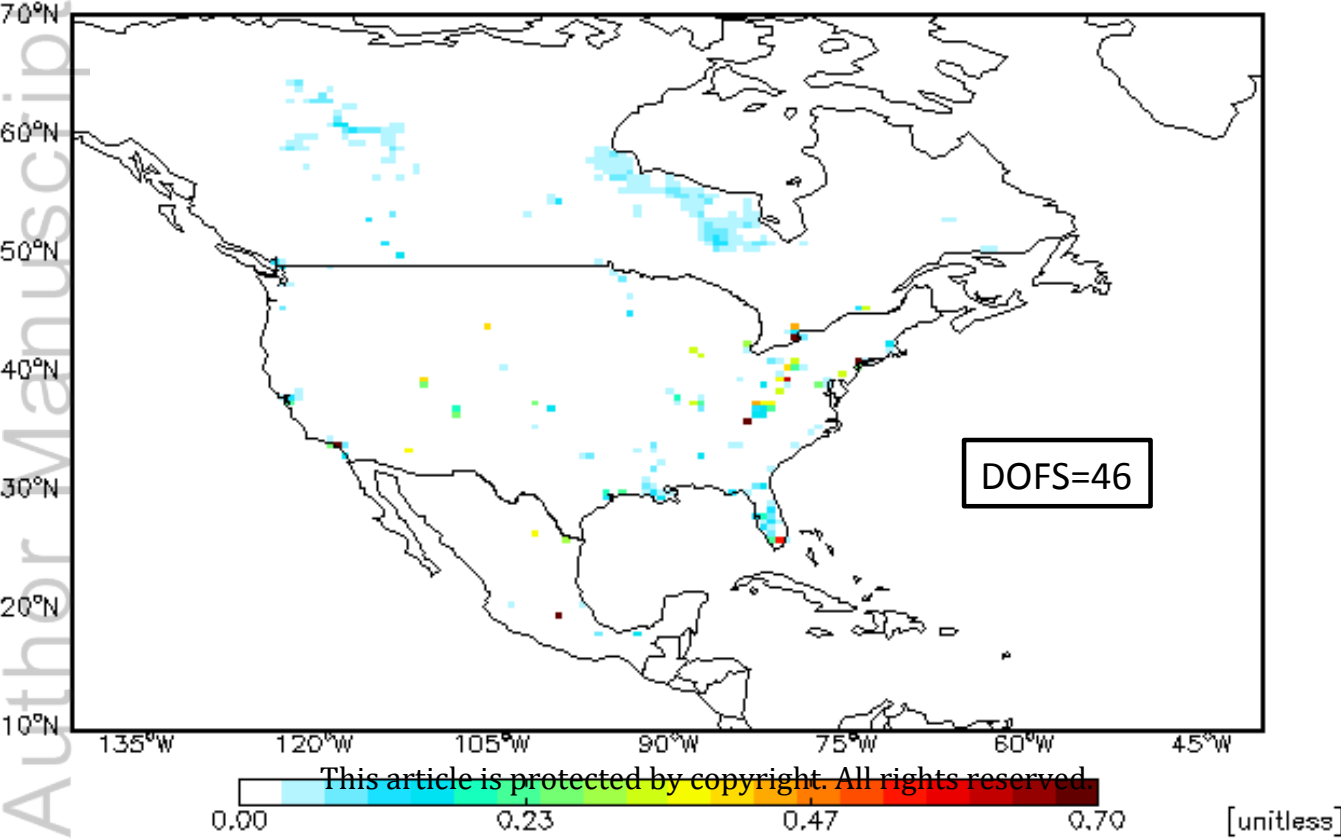 Author Manuscript
70°N
60°N
50°N
40°N
30°N
20°N
10°N
DOFS=46
135°W 120°W 105°W 90°W 75°W 60°W 45°W
This article is protected by copyright. All rights reserved.
0.00 0.23 0.47 0.70 [unitless]